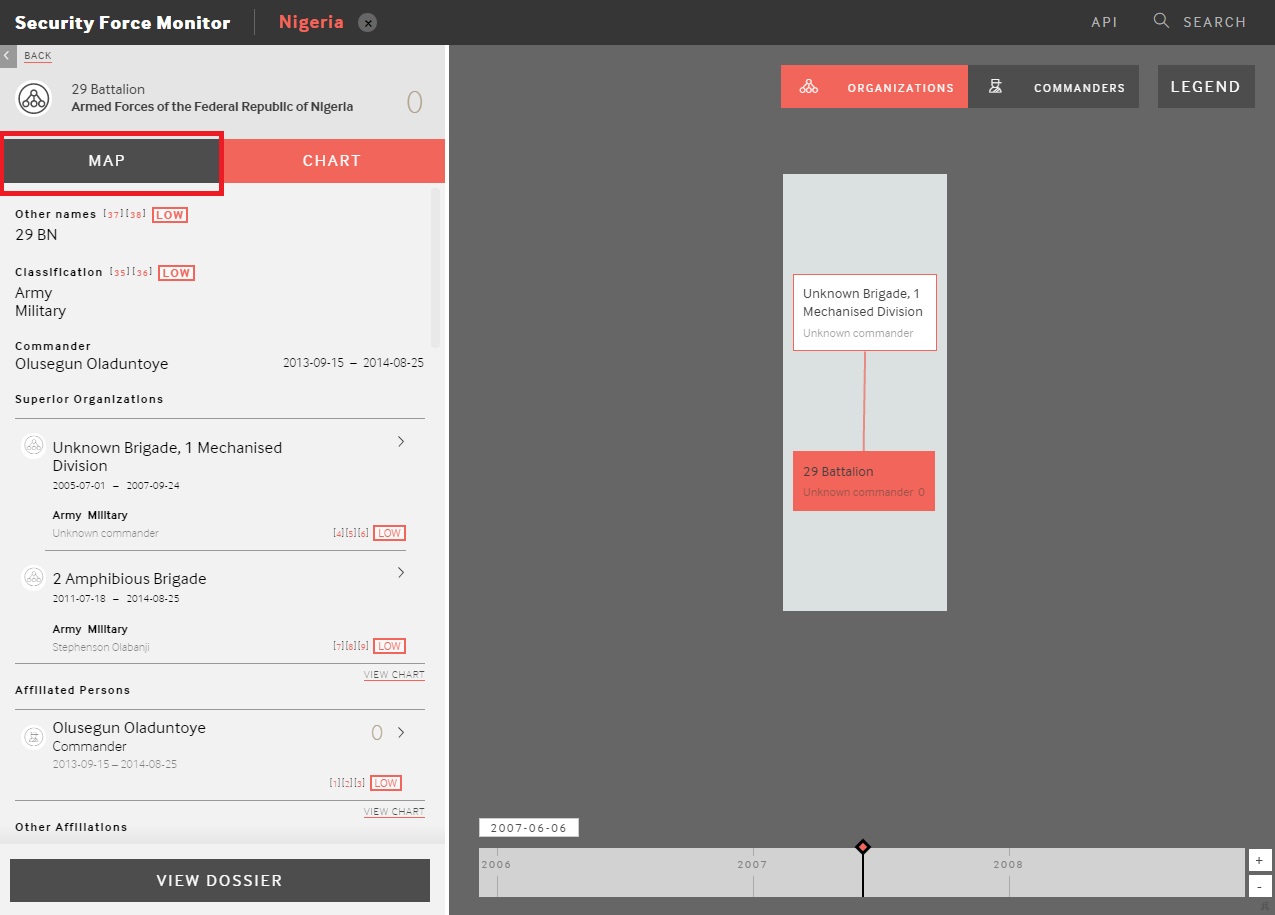 Security Force Monitor
Nigeria
API
SEARCH
BACK
29 Battalion
Armed Forces of the Federal Republic of Nigeria
0
MAP
CHART
Other names [37][38] LOW
29 BN
Classification [35][36] LOW
Army
Military
Commander
Olusegun Oladuntoye 2013-09-15 – 2014-08-25
Superior Organizations
Unknown Brigade, 1 Mechanised
Division
2005-07-01 – 2007-09-24
Army Military
Unknown commander [4][5][6] LOW
2 Amphibious Brigade
2011-07-18 – 2014-08-25
Army Military
Stephenson Olabanji [7][8][9] LOW
VIEW CHART
Affiliated Persons
Olusegun Oladuntoye 0
Commander
2013-09-15 – 2014-08-25
[1][2][3] LOW
VIEW CHART
Other Affiliations
VIEW DOSSIER
ORGANIZATIONS
COMMANDERS
LEGEND
Unknown Brigade, 1
Mechanised Division
Unknown commander
29 Battalion
Unknown commander 0
2007-06-06
2006 2007 2008
+
-